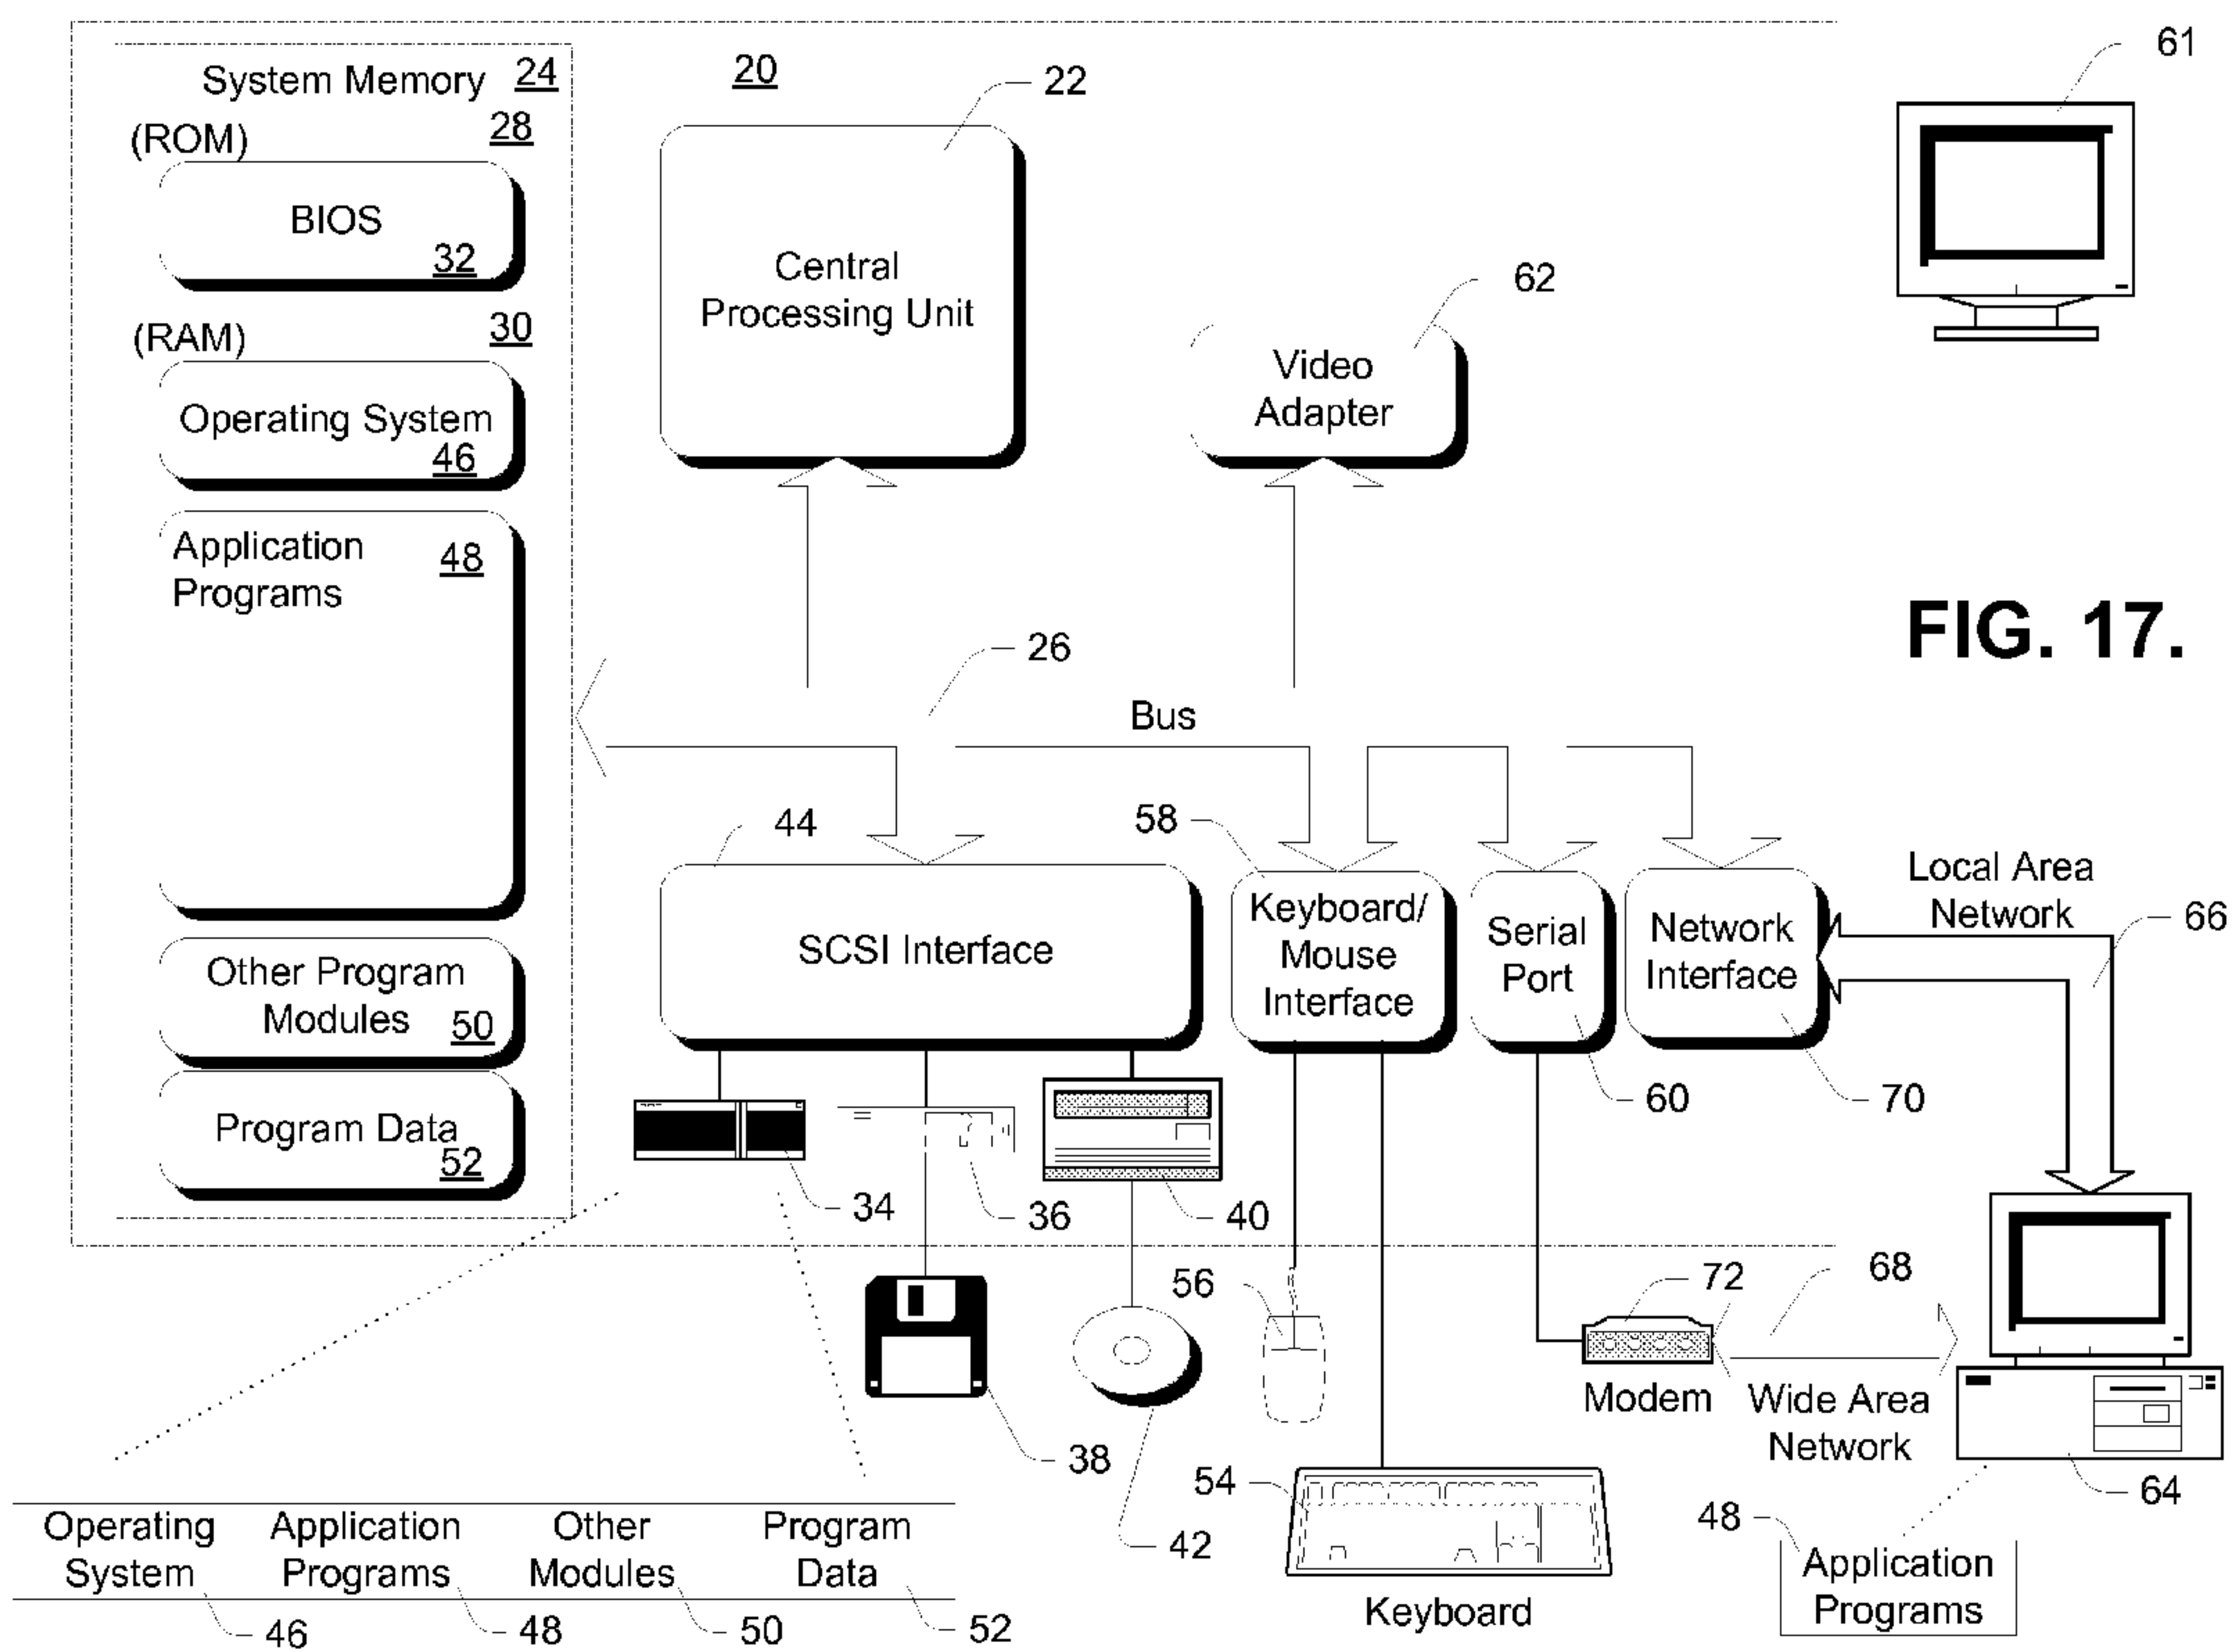 System Memory 24
(ROM) 28
BIOS
32
(RAM) 30
Operating System
46
Application 48
Programs
Other Program
Modules 50
Program Data
52
20
22
Central
Processing Unit
62
Video
Adapter
61
FIG. 17.
26
Bus
44
SCSI Interface
58
Keyboard/
Mouse
Interface
Serial
Port
Network
Interface
Local Area
Network
66
60
70
34
36
40
38
42
56
54
Keyboard
72
Modem
68
Wide Area
Network
64
48
Application
Programs
Operating
System
46
Application
Programs
48
Other
Modules
50
Program
Data
52